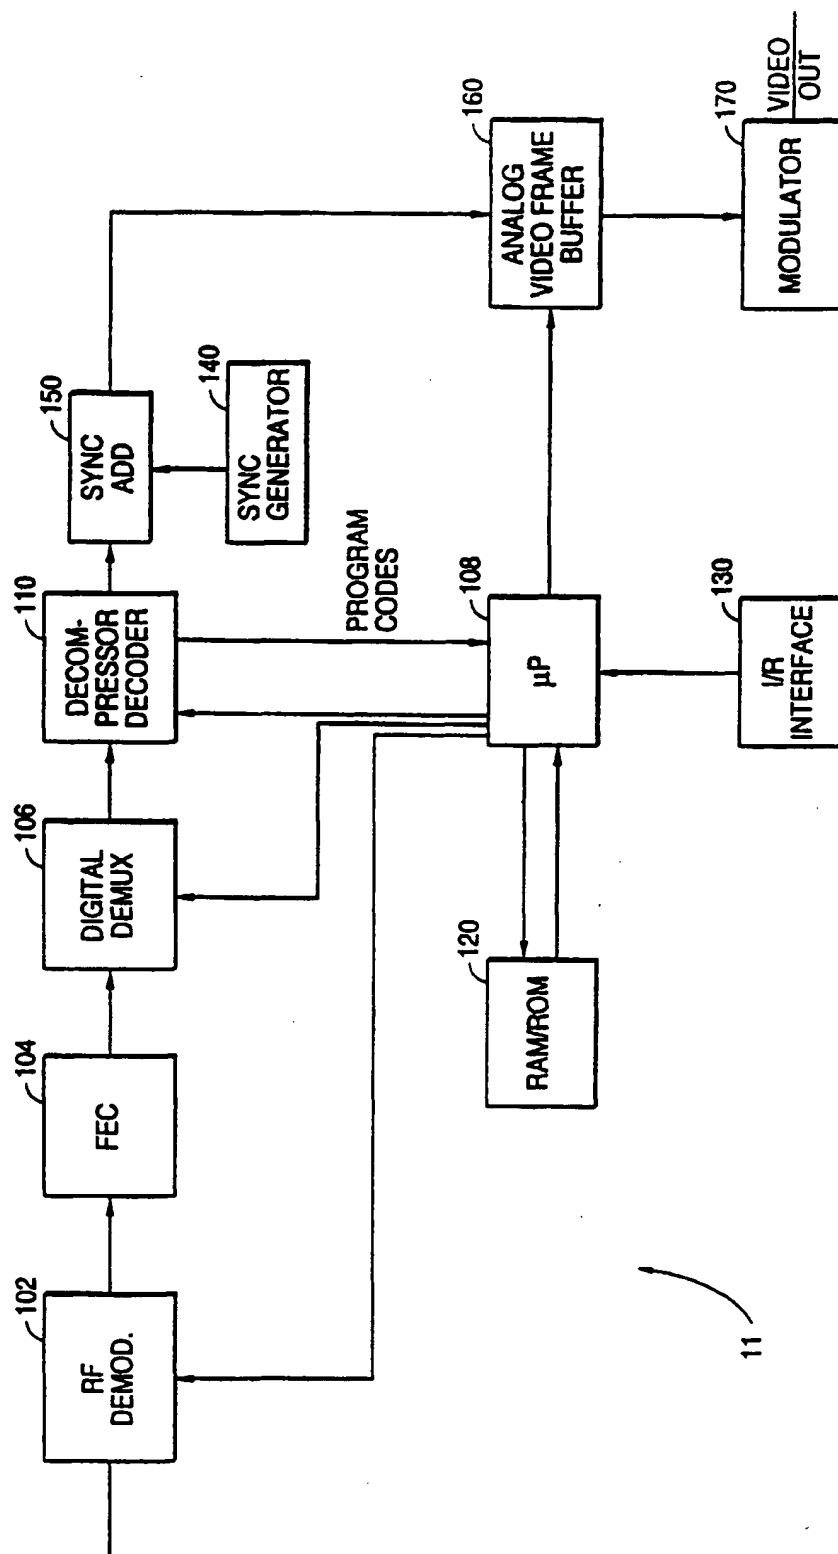 102
RF
DEMOD.
104
FEC
106
DIGITAL
DEMUX
110
DECOM-
PRESSOR
DECODER
150
SYNC
ADD
140
SYNC
GENERATOR
PROGRAM
CODES
108
µP
120
RAM/ROM
130
I/R
INTERFACE
160
ANALOG
VIDEO FRAME
BUFFER
170
MODULATOR
VIDEO
OUT
11